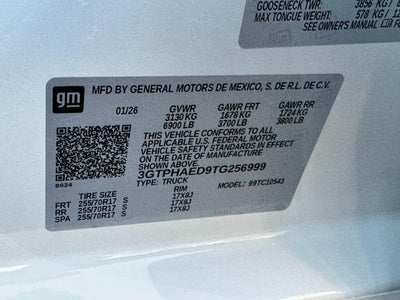 GOOSENECK TWR: 3856 KG /
MAX TONGUE WEIGHT: 578 KG /
SEE OWNER'S MANUAL FOR
gm
MFD BY GENERAL MOTORS DE MEXICO, S. DE R.L. DE C.V.
01/26 GVWR GAWR FRT GAWR RR
3130 KG 1678 KG 1724 KG
6900 LB 3700 LB 3800 LB
THIS VEHICLE CONFORMS TO ALL
APPLICABLE U.S. FEDERAL MOTOR
VEHICLE SAFETY STANDARDS IN
EFFECT ON THE DATE OF MANUFACTURE
SHOWN ABOVE.
3GTPHAED9TG256999
8624 TYPE: TRUCK MODEL: 99TC10543
TIRE SIZE RIM
FRT 255/70R17 S 17X8J
RR 255/70R17 S 17X8J
SPA 255/70R17 S 17X8J